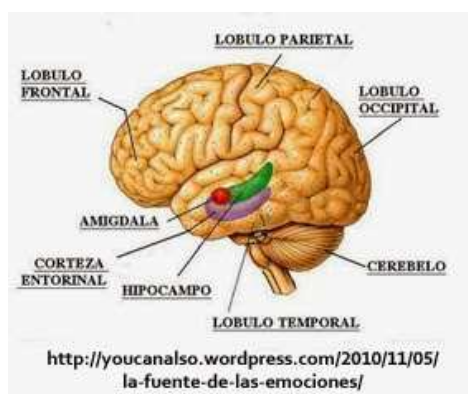 LOBULO PARIETAL
LOBULO
FRONTAL
LOBULO
OCCIPITAL
AMIGDALA
CORTEZA
ENTORINAL
HIPOCAMPO
CEREBELO
LOBULO TEMPORAL
http://youcanalso.wordpress.com/2010/11/05/
la-fuente-de-las-emociones/